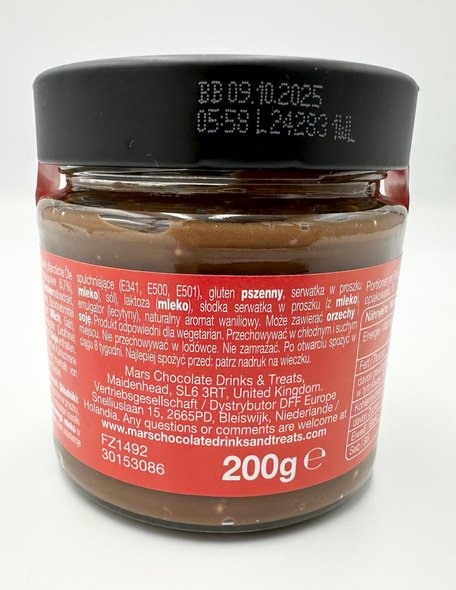 BB 09.10.2025
05:58 L24283 1WL
spulchniające (E341, E500, E501), gluten pszenny, serwatka w proszku
mleko), sól), laktoza (mleko), słodka serwatka w proszku (z mleko)
emulgator (lecytyny), naturalny aromat waniliowy. Może zawierać orzechy
soję. Produkt odpowiedni dla wegetarian. Przechowywać w chłodnym i suchym
miejscu. Nie przechowywać w lodówce. Nie zamrażać. Po otwarciu spożyć w
ciągu 8 tygodni. Najlepiej spożyć przed: patrz nadruk na wieczku.
Mars Chocolate Drinks & Treats,
Maidenhead, SL6 3RT, United Kingdom.
Vertriebsgesellschaft / Dystrybutor DFF Europe
Snelliuslaan 15, 2665PD, Bleiswijk, Niederlande /
Holandia. Any questions or comments are welcome at
www.marschocolatedrinksandtreats.com
FZ1492
30153086
200g ℮